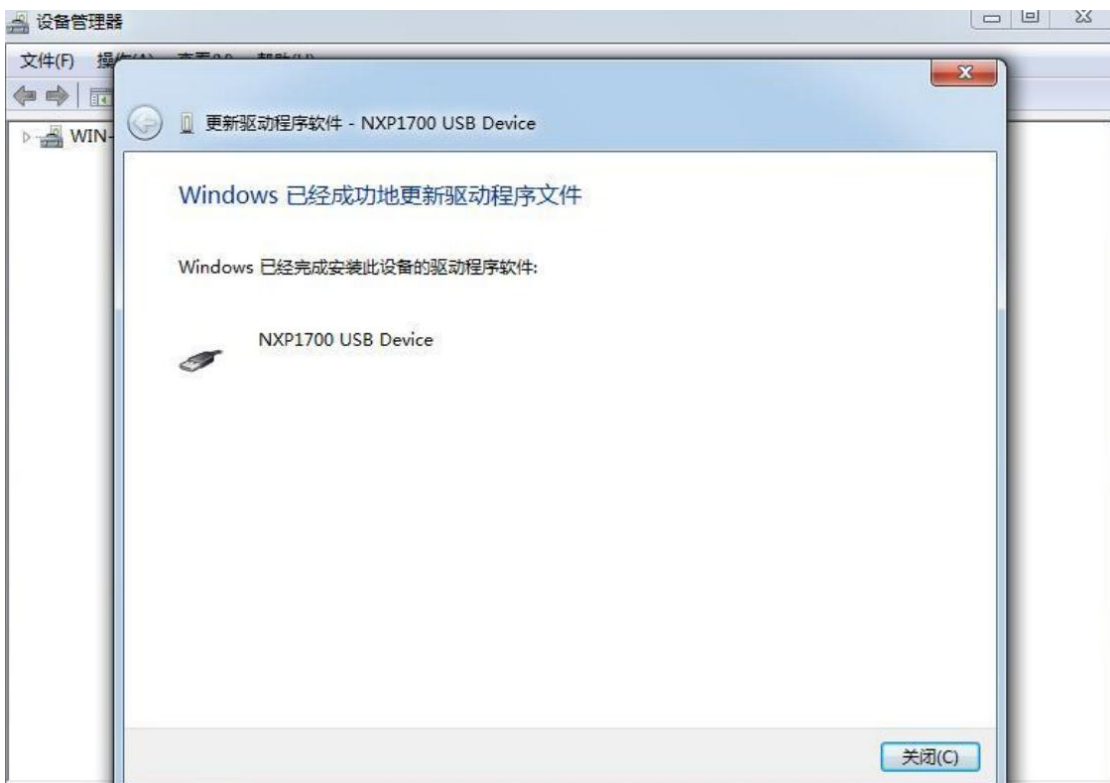 设备管理器
文件(F)
更新驱动程序软件 - NXP1700 USB Device
WIN-
Windows 已经成功地更新驱动程序文件
Windows 已经完成安装此设备的驱动程序软件:
NXP1700 USB Device
关闭(C)